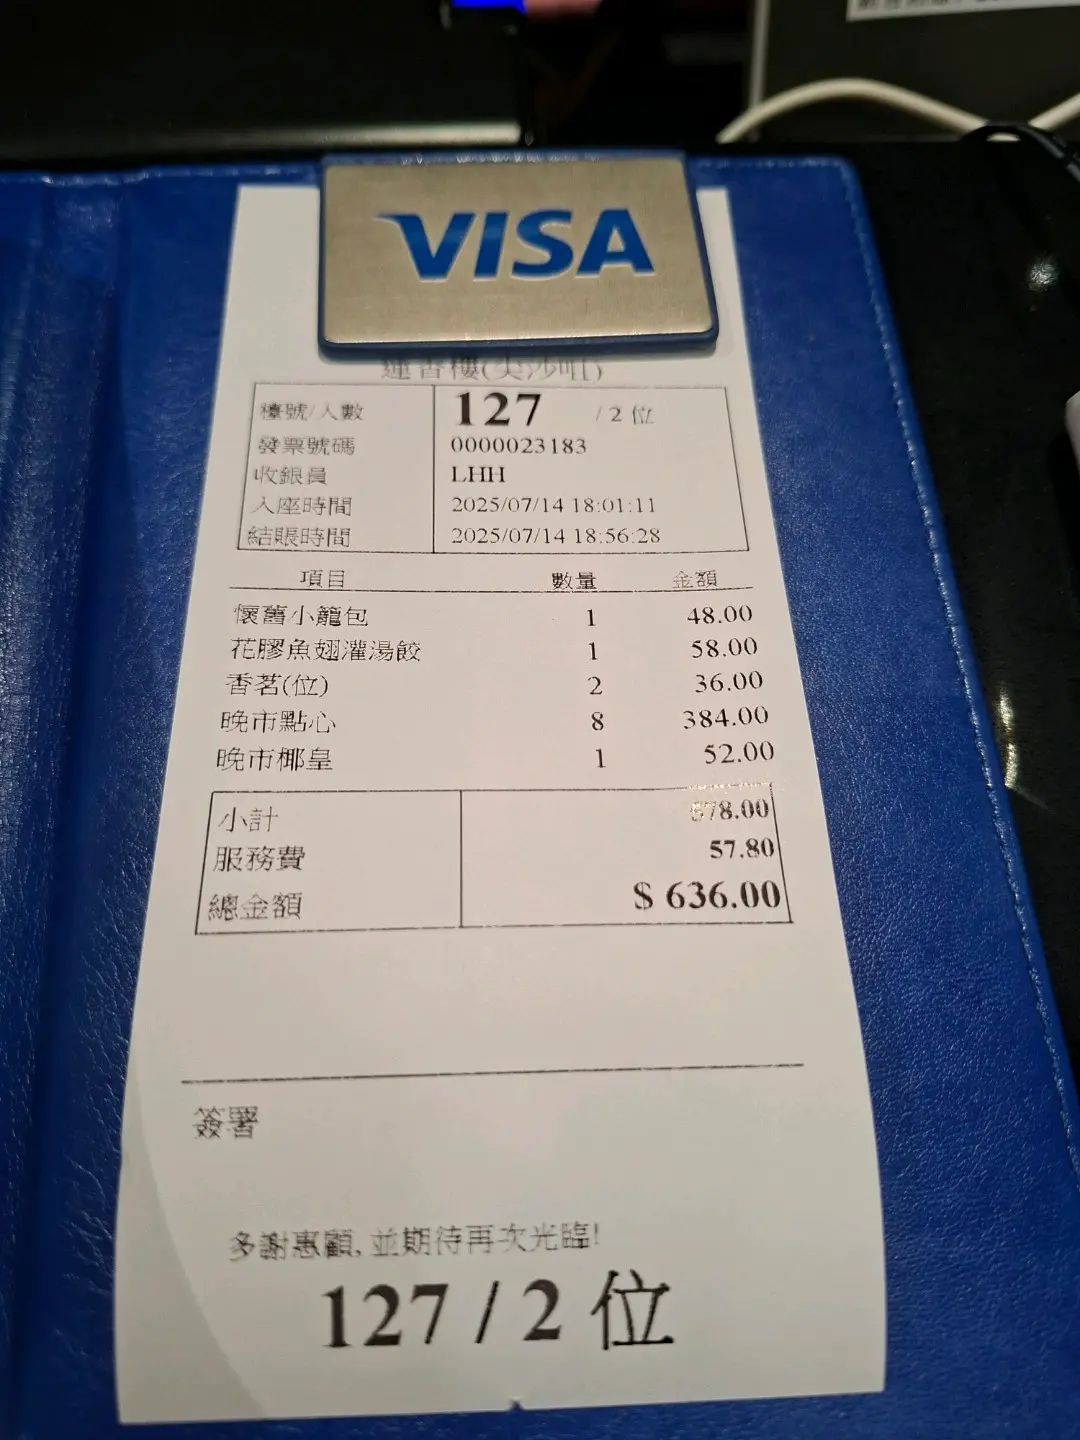 VISA
蓮香樓(尖沙咀)
檯號/人數 127 /2 位
發票號碼 0000023183
收銀員 LHH
入座時間 2025/07/14 18:01:11
結賬時間 2025/07/14 18:56:28
項目 數量 金額
懷舊小籠包 1 48.00
花膠魚翅灌湯餃 1 58.00
香茗(位) 2 36.00
晚市點心 8 384.00
晚市椰皇 1 52.00
小計 578.00
服務費 57.80
總金額 $ 636.00
簽署
多謝惠顧, 並期待再次光臨!
127 / 2 位